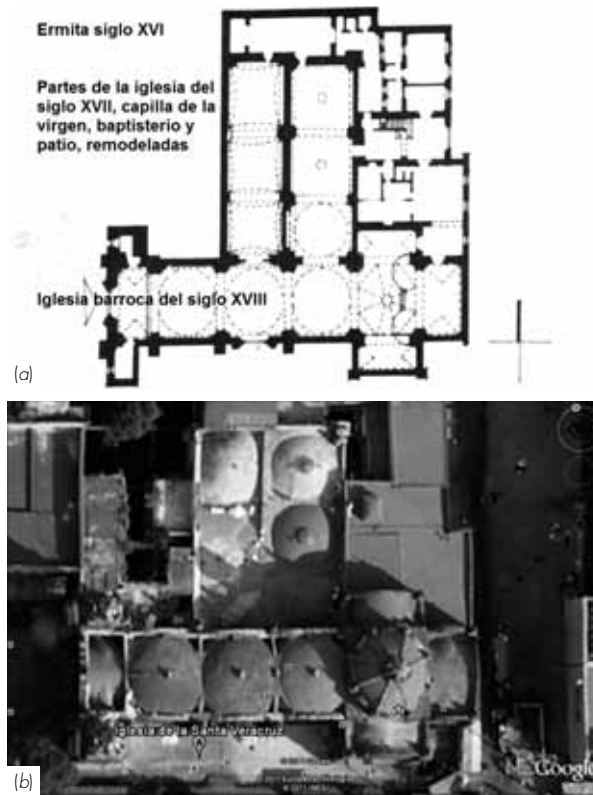 Ermita siglo XVI
Partes de la iglesia del
siglo XVII, capilla de la
virgen, baptisterio y
patio, remodeladas
Iglesia barroca del siglo XVIII
(a)
Iglesia de la Santa Veracruz
Google
(b)